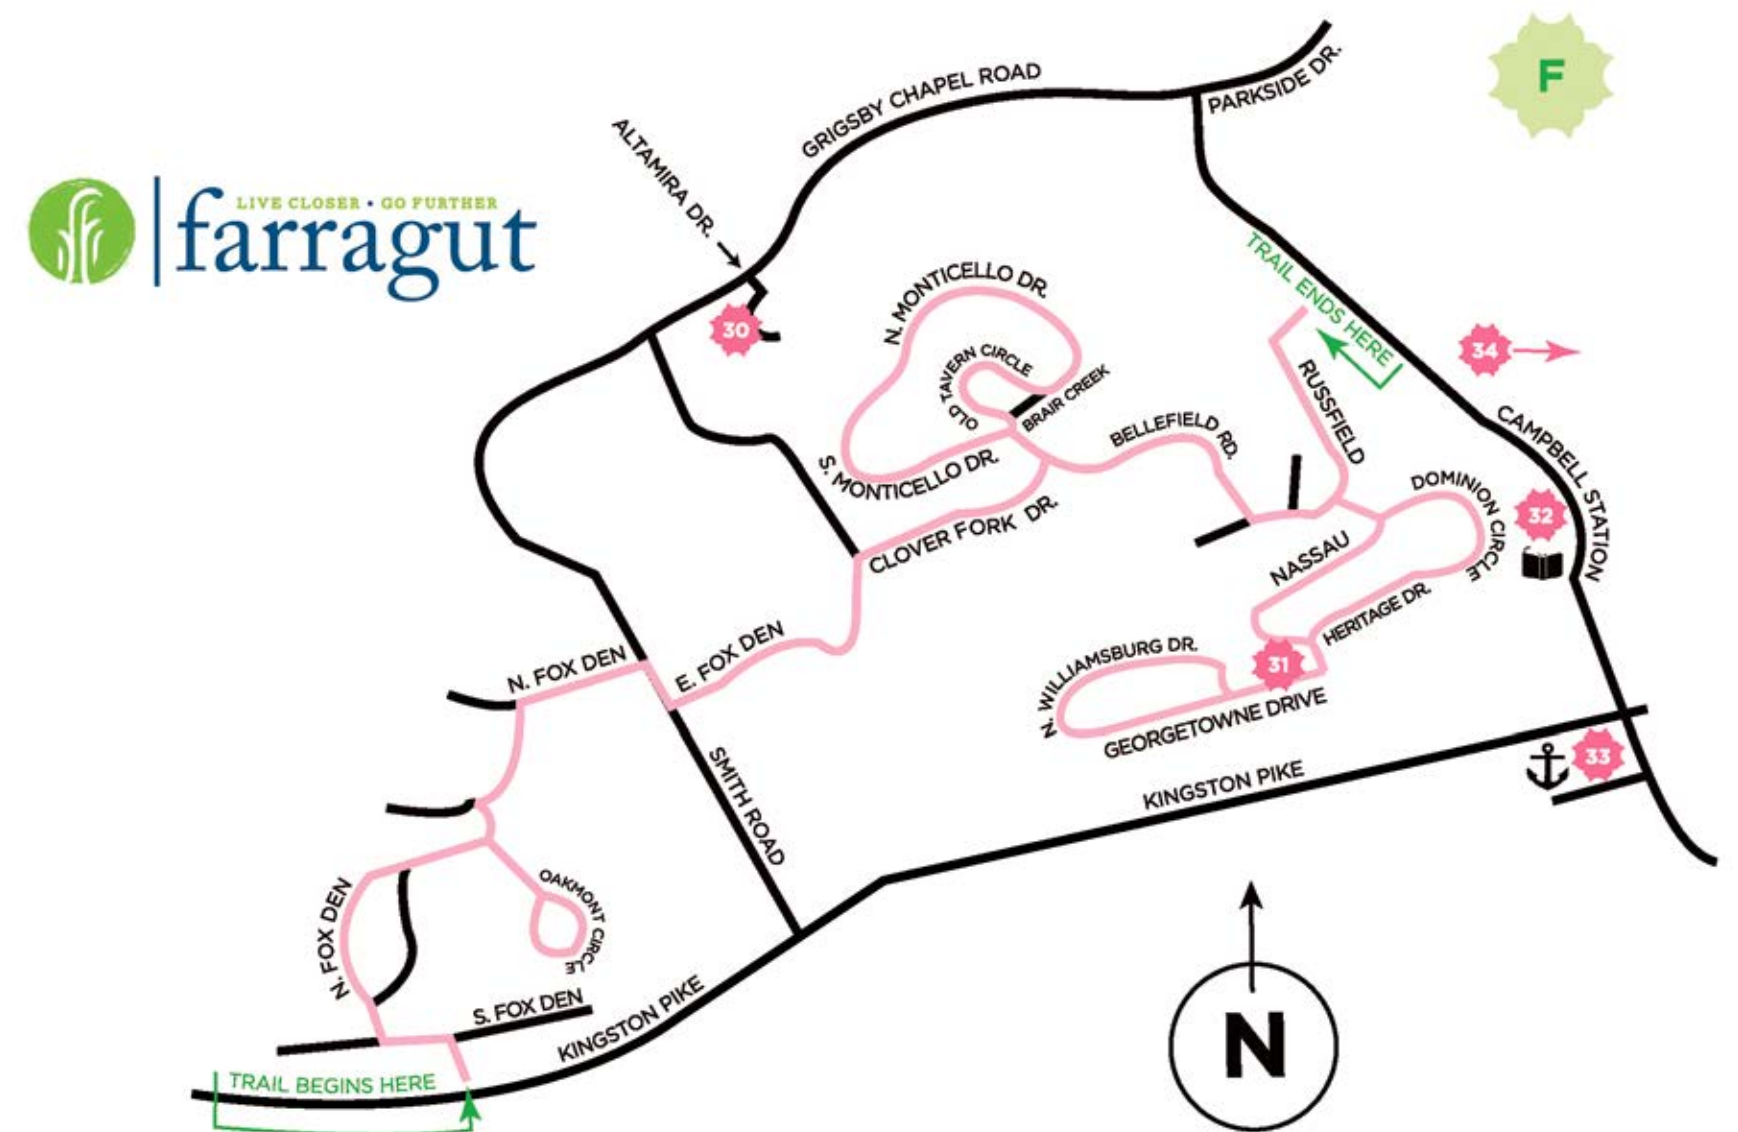 F
GRIGSBY CHAPEL ROAD
PARKSIDE DR.
ALTAMIRA DR.
LIVE CLOSER • GO FURTHER
farragut
TRAIL ENDS HERE
N. MONTICELLO DR.
30
34
OLD TAVERN CIRCLE
BRAIR CREEK
RUSSFIELD
BELLEFIELD RD.
CAMPBELL STATION
S. MONTICELLO DR.
DOMINION CIRCLE
32
CLOVER FORK DR.
NASSAU
HERITAGE DR.
N. FOX DEN
E. FOX DEN
N. WILLIAMSBURG DR.
31
GEORGETOWNE DRIVE
33
SMITH ROAD
KINGSTON PIKE
OAKMONT CIRCLE
N. FOX DEN
S. FOX DEN
KINGSTON PIKE
N
TRAIL BEGINS HERE